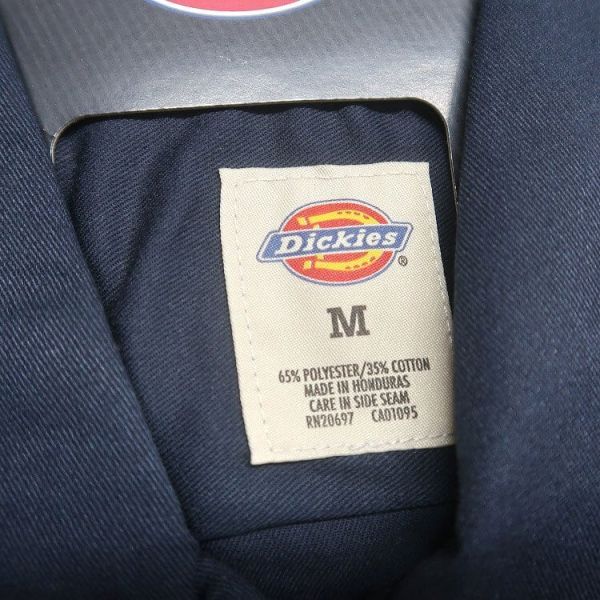 Dickies
®
M
65% POLYESTER/35% COTTON
MADE IN HONDURAS
CARE IN SIDE SEAM
RN20697 CA01095